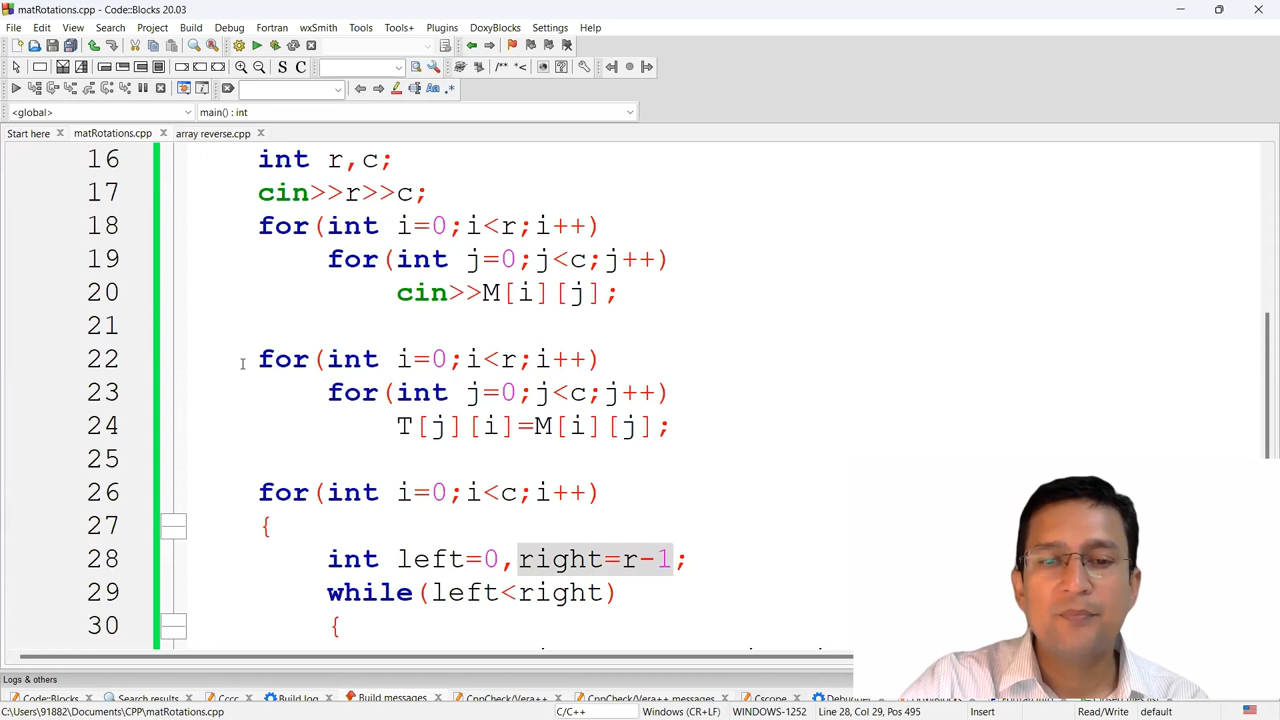 matRotations.cpp - Code::Blocks 20.03
File Edit View Search Project Build Debug Fortran wxSmith Tools Tools+ Plugins DoxyBlocks Settings Help
S C /** *<
Aa .*
<global> main() : int
Start here matRotations.cpp array reverse.cpp
16 int r,c;
17 cin>>r>>c;
18 for(int i=0;i<r;i++)
19 for(int j=0;j<c;j++)
20 cin>>M[i][j];
21
22 for(int i=0;i<r;i++)
23 for(int j=0;j<c;j++)
24 T[j][i]=M[i][j];
25
26 for(int i=0;i<c;i++)
27 {
28 int left=0,right=r-1;
29 while(left<right)
30 {
Logs & others
Code::Blocks Search results Cccc Build log Build messages CppCheck/Vera++ CppCheck/Vera++ messages Cscope
C:\Users\91882\Documents\CPP\matRotations.cpp C/C++ Windows (CR+LF) WINDOWS-1252 Line 28, Col 29, Pos 495 Insert Read/Write default